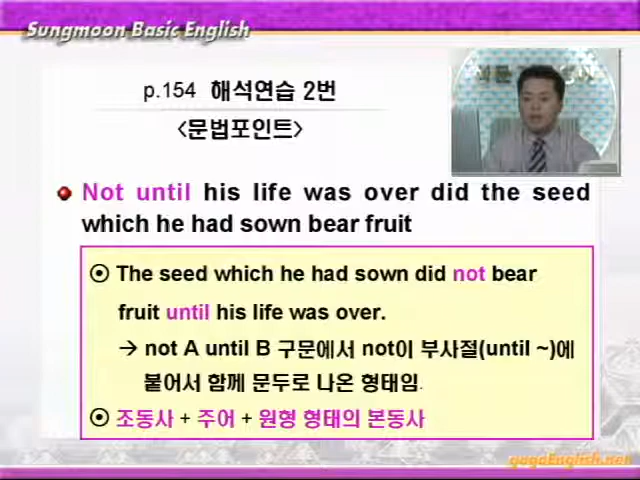 Sungmoon Basic English
p.154 해석연습 2번
<문법포인트>
Not until his life was over did the seed
which he had sown bear fruit
The seed which he had sown did not bear
fruit until his life was over.
→ not A until B 구문에서 not이 부사절(until ~)에
붙어서 함께 문두로 나온 형태임.
조동사 + 주어 + 원형 형태의 본동사
gogoEnglish.net